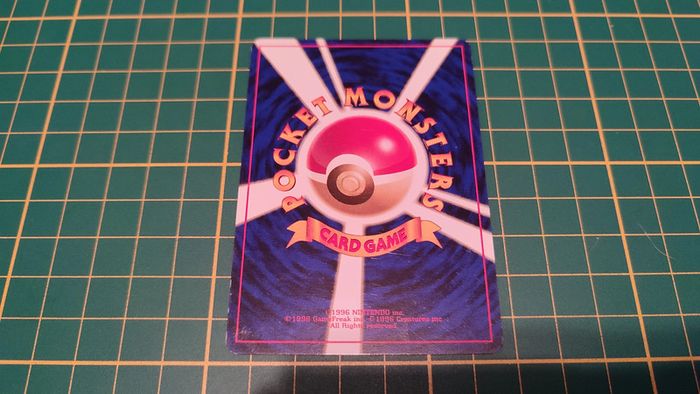 POCKET MONSTERS
CARD GAME
©1996 NINTENDO inc.
©1996 GameFreak inc. ©1996 Creatures inc.
All Rights reserved.